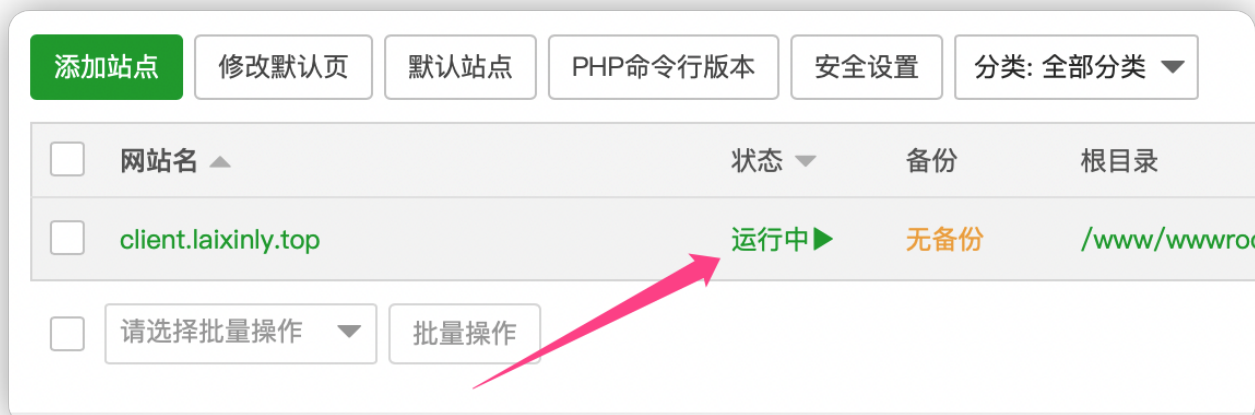 添加站点 修改默认页 默认站点 PHP命令行版本 安全设置 分类: 全部分类
网站名 状态 备份 根目录
client.laixinly.top 运行中 无备份 /www/wwwroo
请选择批量操作 批量操作